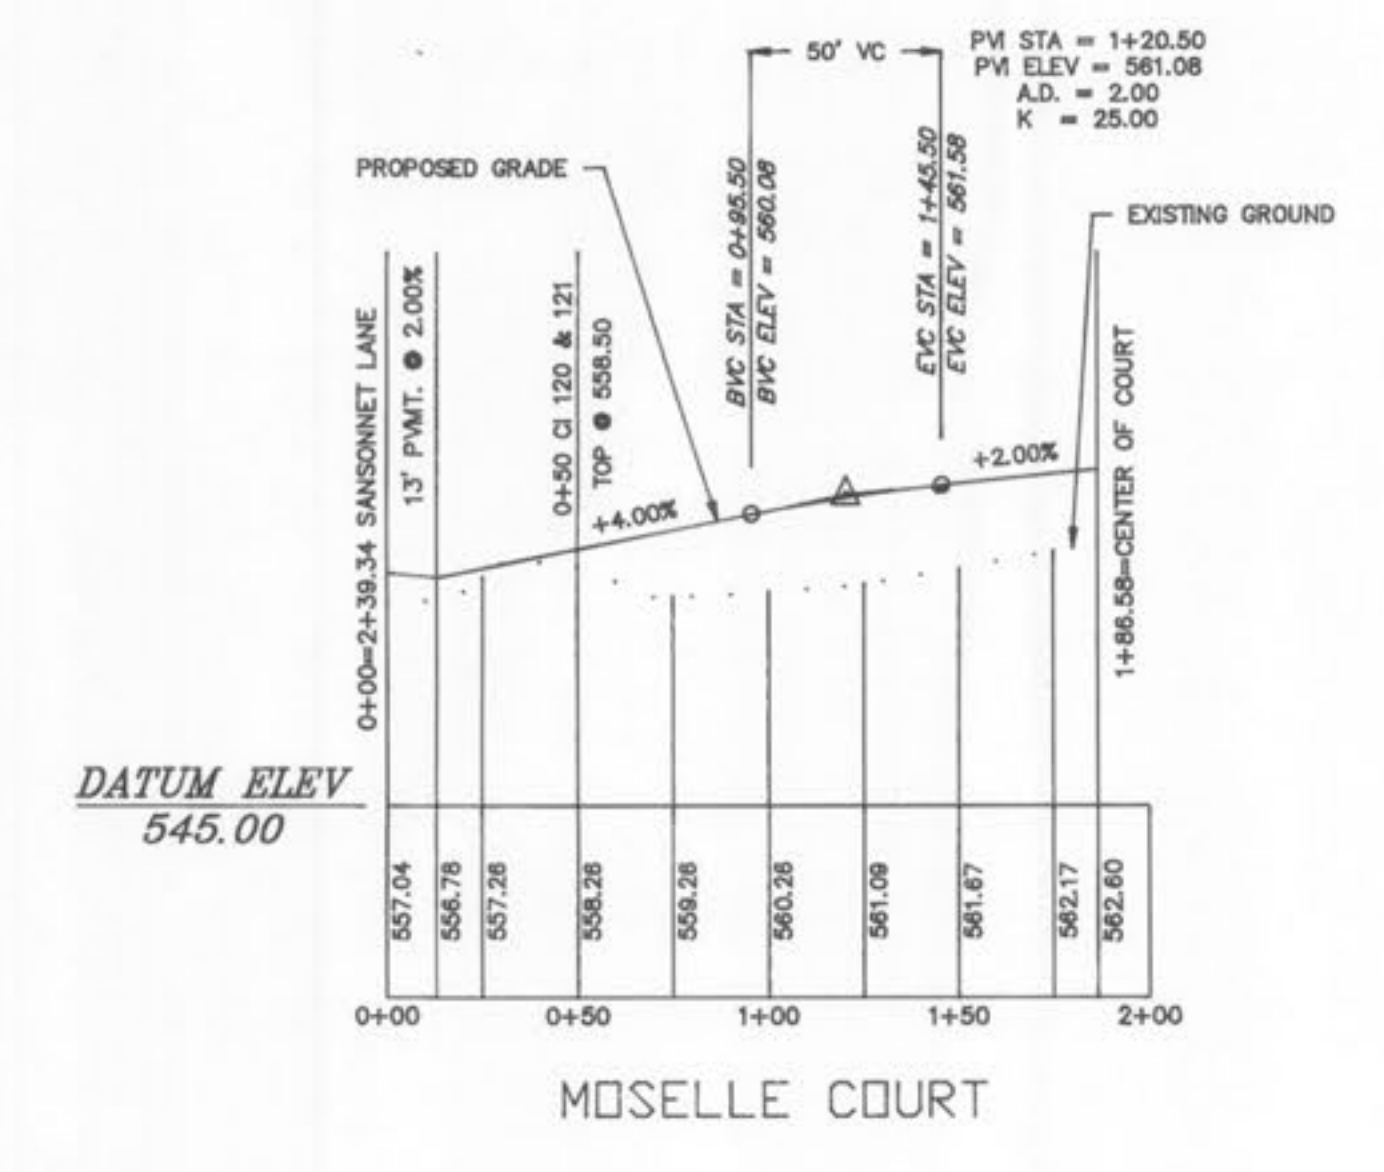 50' VC
PVI STA = 1+20.50
PVI ELEV = 561.08
A.D. = 2.00
K = 25.00
PROPOSED GRADE
BVC STA = 0+95.50
BVC ELEV = 560.08
EVC STA = 1+45.50
EVC ELEV = 561.58
EXISTING GROUND
0+00=2+39.34 SANSONNET LANE
13' PVMT. @ 2.00%
0+50 CI 120 & 121
TOP @ 558.50
+4.00%
+2.00%
1+86.58=CENTER OF COURT
DATUM ELEV
545.00
557.04
556.78
557.26
558.26
559.26
560.26
561.09
561.67
562.17
562.60
0+00
0+50
1+00
1+50
2+00
MOSELLE COURT